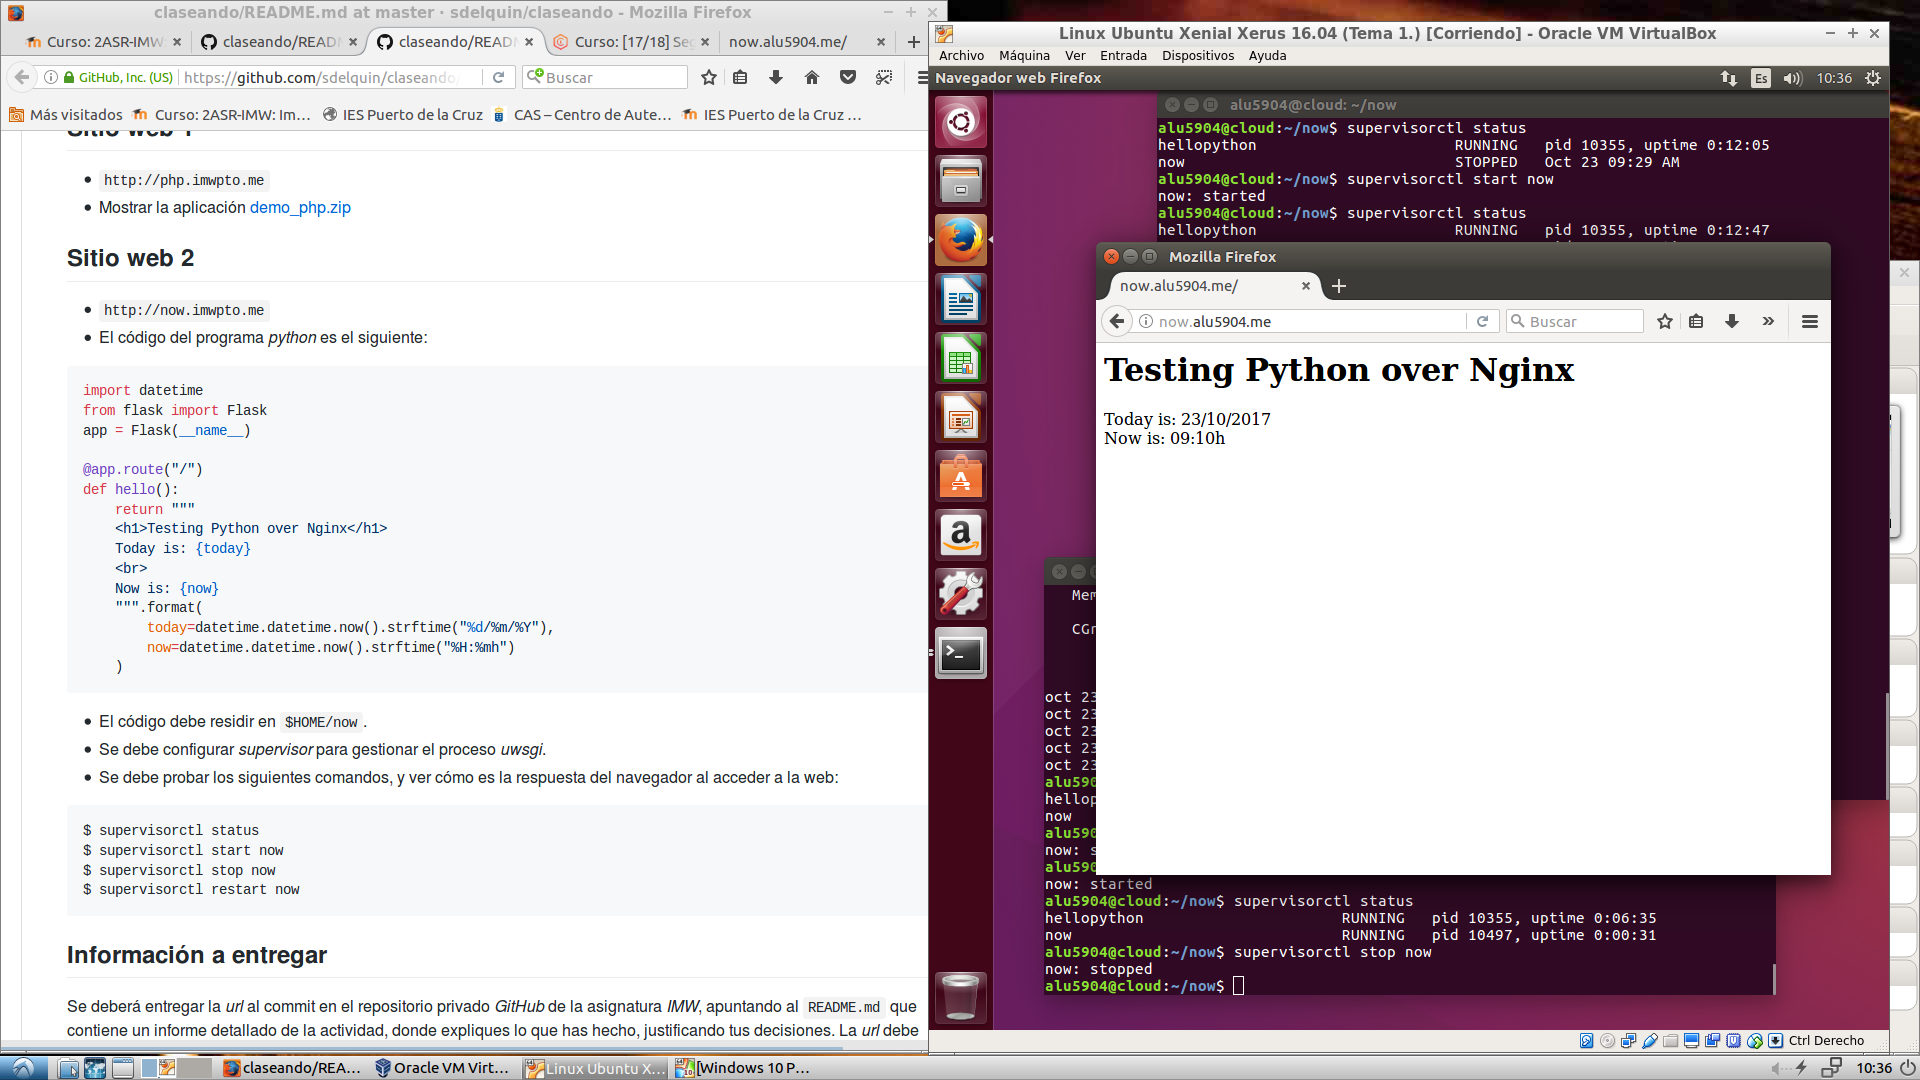 claseando/README.md at master · sdelquin/claseando - Mozilla Firefox
Curso: 2ASR-IMW
claseando/READ
claseando/READ
Curso: [17/18] Seg
now.alu5904.me/
GitHub, Inc. (US)
https://github.com/sdelquin/claseando/
Buscar
Más visitados
Curso: 2ASR-IMW: Im...
IES Puerto de la Cruz
CAS – Centro de Aute...
IES Puerto de la Cruz ...
Sitio web 1
http://php.imwpto.me
Mostrar la aplicación demo_php.zip
Sitio web 2
http://now.imwpto.me
El código del programa python es el siguiente:
import datetime
from flask import Flask
app = Flask(__name__)
@app.route("/")
def hello():
return """
<h1>Testing Python over Nginx</h1>
Today is: {today}
<br>
Now is: {now}
""".format(
today=datetime.datetime.now().strftime("%d/%m/%Y"),
now=datetime.datetime.now().strftime("%H:%mh")
)
El código debe residir en $HOME/now.
Se debe configurar supervisor para gestionar el proceso uwsgi.
Se debe probar los siguientes comandos, y ver cómo es la respuesta del navegador al acceder a la web:
$ supervisorctl status
$ supervisorctl start now
$ supervisorctl stop now
$ supervisorctl restart now
Información a entregar
Se deberá entregar la url al commit en el repositorio privado GitHub de la asignatura IMW, apuntando al README.md que
contiene un informe detallado de la actividad, donde expliques lo que has hecho, justificando tus decisiones. La url debe
Linux Ubuntu Xenial Xerus 16.04 (Tema 1.) [Corriendo] - Oracle VM VirtualBox
Archivo Máquina Ver Entrada Dispositivos Ayuda
Navegador web Firefox
Es
10:36
alu5904@cloud: ~/now
alu5904@cloud:~/now$ supervisorctl status
hellopython RUNNING pid 10355, uptime 0:12:05
now STOPPED Oct 23 09:29 AM
alu5904@cloud:~/now$ supervisorctl start now
now: started
alu5904@cloud:~/now$ supervisorctl status
hellopython RUNNING pid 10355, uptime 0:12:47
Mozilla Firefox
now.alu5904.me/
now.alu5904.me
Buscar
Testing Python over Nginx
Today is: 23/10/2017
Now is: 09:10h
Mem
CGr
oct 23
oct 23
oct 23
oct 23
oct 23
alu590
hellop
now
alu590
now: s
alu590
now: started
alu5904@cloud:~/now$ supervisorctl status
hellopython RUNNING pid 10355, uptime 0:06:35
now RUNNING pid 10497, uptime 0:00:31
alu5904@cloud:~/now$ supervisorctl stop now
now: stopped
alu5904@cloud:~/now$
Ctrl Derecho
claseando/REA...
Oracle VM Virt...
Linux Ubuntu X...
[Windows 10 P...
10:36